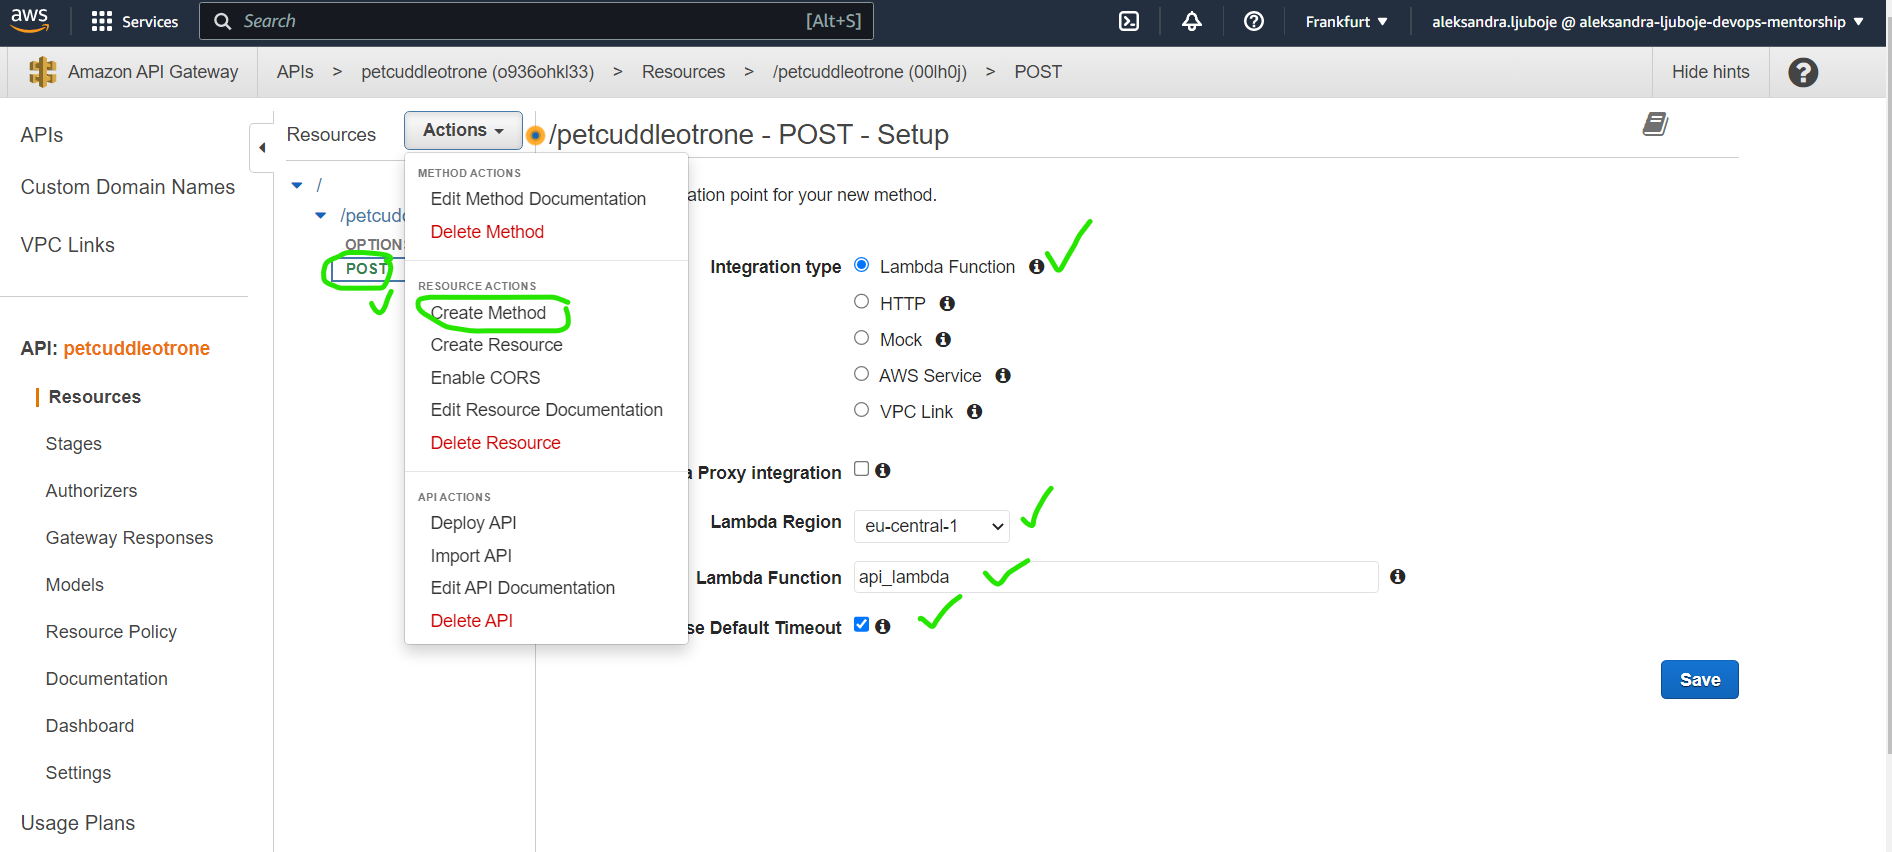 aws Services Search [Alt+S] Frankfurt aleksandra.ljuboje @ aleksandra-ljuboje-devops-mentorship
Amazon API Gateway APIs > petcuddleotrone (o936ohkl33) > Resources > /petcuddleotrone (00lh0j) > POST Hide hints
APIs
Custom Domain Names
VPC Links
API: petcuddleotrone
Resources
Stages
Authorizers
Gateway Responses
Models
Resource Policy
Documentation
Dashboard
Settings
Usage Plans
Resources Actions
/
/petcudd
OPTIONS
POST
METHOD ACTIONS
Edit Method Documentation
Delete Method
RESOURCE ACTIONS
Create Method
Create Resource
Enable CORS
Edit Resource Documentation
Delete Resource
API ACTIONS
Deploy API
Import API
Edit API Documentation
Delete API
/petcuddleotrone - POST - Setup
ation point for your new method.
Integration type Lambda Function
HTTP
Mock
AWS Service
VPC Link
a Proxy integration
Lambda Region eu-central-1
Lambda Function api_lambda
se Default Timeout
Save